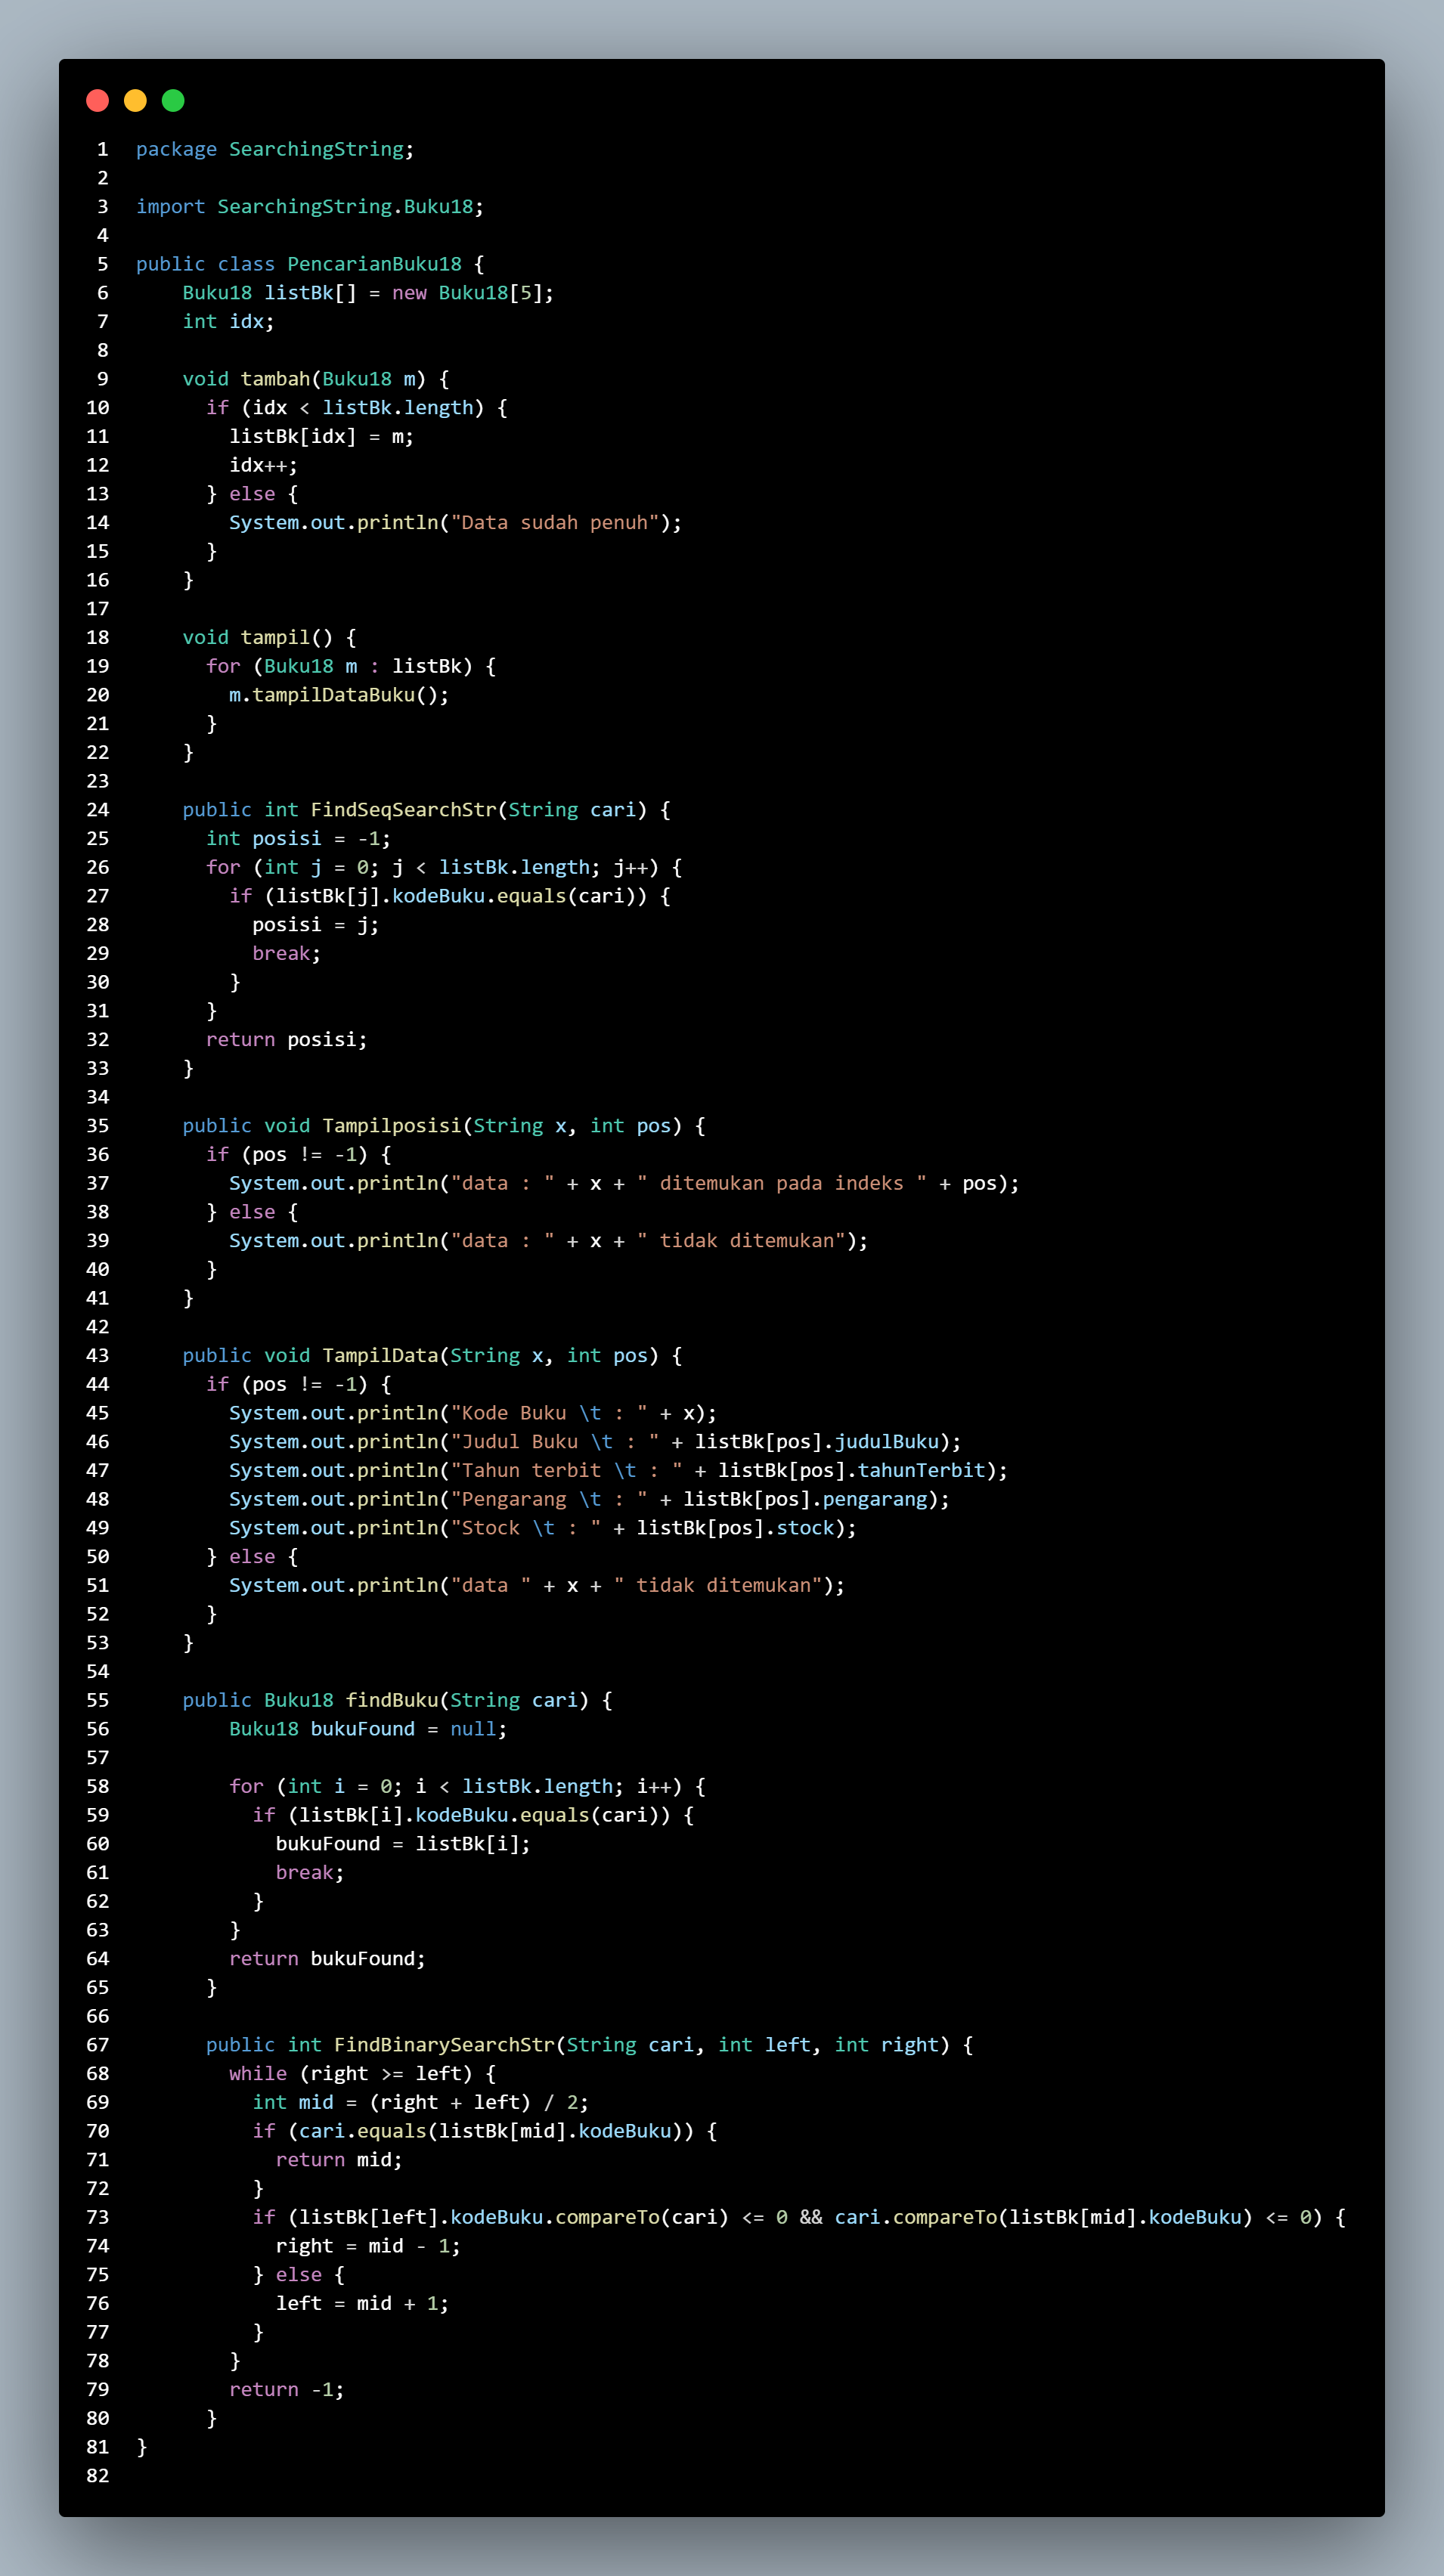 1 package SearchingString;
2
3 import SearchingString.Buku18;
4
5 public class PencarianBuku18 {
6     Buku18 listBk[] = new Buku18[5];
7     int idx;
8
9     void tambah(Buku18 m) {
10       if (idx < listBk.length) {
11         listBk[idx] = m;
12         idx++;
13       } else {
14         System.out.println("Data sudah penuh");
15       }
16     }
17
18     void tampil() {
19       for (Buku18 m : listBk) {
20         m.tampilDataBuku();
21       }
22     }
23
24     public int FindSeqSearchStr(String cari) {
25       int posisi = -1;
26       for (int j = 0; j < listBk.length; j++) {
27         if (listBk[j].kodeBuku.equals(cari)) {
28           posisi = j;
29           break;
30         }
31       }
32       return posisi;
33     }
34
35     public void Tampilposisi(String x, int pos) {
36       if (pos != -1) {
37         System.out.println("data : " + x + " ditemukan pada indeks " + pos);
38       } else {
39         System.out.println("data : " + x + " tidak ditemukan");
40       }
41     }
42
43     public void TampilData(String x, int pos) {
44       if (pos != -1) {
45         System.out.println("Kode Buku \t : " + x);
46         System.out.println("Judul Buku \t : " + listBk[pos].judulBuku);
47         System.out.println("Tahun terbit \t : " + listBk[pos].tahunTerbit);
48         System.out.println("Pengarang \t : " + listBk[pos].pengarang);
49         System.out.println("Stock \t : " + listBk[pos].stock);
50       } else {
51         System.out.println("data " + x + " tidak ditemukan");
52       }
53     }
54
55     public Buku18 findBuku(String cari) {
56         Buku18 bukuFound = null;
57
58         for (int i = 0; i < listBk.length; i++) {
59           if (listBk[i].kodeBuku.equals(cari)) {
60             bukuFound = listBk[i];
61             break;
62           }
63         }
64         return bukuFound;
65       }
66
67       public int FindBinarySearchStr(String cari, int left, int right) {
68         while (right >= left) {
69           int mid = (right + left) / 2;
70           if (cari.equals(listBk[mid].kodeBuku)) {
71             return mid;
72           }
73           if (listBk[left].kodeBuku.compareTo(cari) <= 0 && cari.compareTo(listBk[mid].kodeBuku) <= 0) {
74             right = mid - 1;
75           } else {
76             left = mid + 1;
77           }
78         }
79         return -1;
80       }
81 }
82